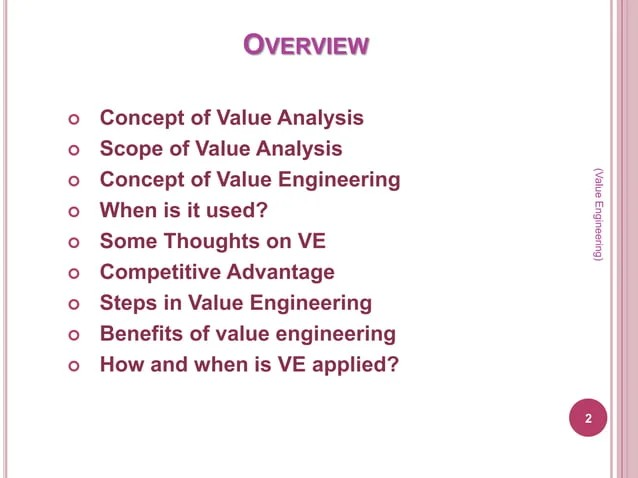 OVERVIEW
Concept of Value Analysis
Scope of Value Analysis
Concept of Value Engineering
When is it used?
Some Thoughts on VE
Competitive Advantage
Steps in Value Engineering
Benefits of value engineering
How and when is VE applied?
(Value Engineering)
2